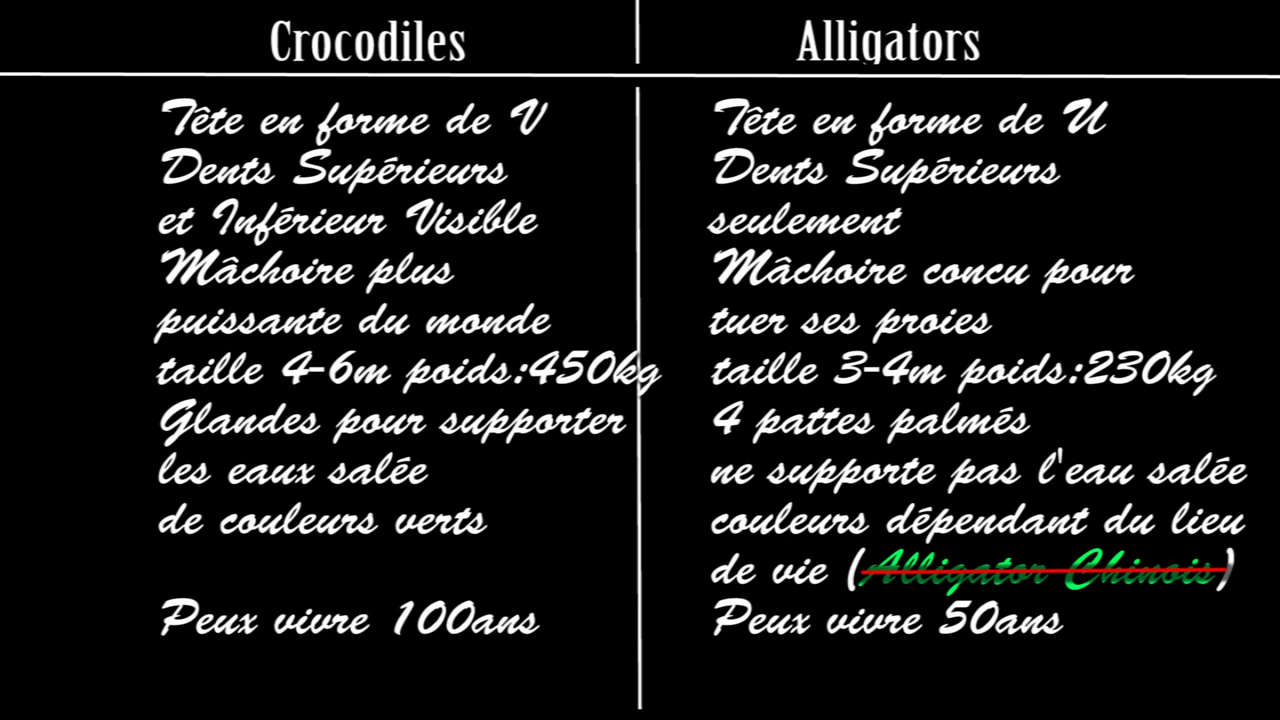 Crocodiles
Tête en forme de V
Dents Supérieurs
et Inférieur Visible
Mâchoire plus
puissante du monde
taille 4-6m poids:450kg
Glandes pour supporter
les eaux salée
de couleurs verts
Peux vivre 100ans
Alligators
Tête en forme de U
Dents Supérieurs
seulement
Mâchoire concu pour
tuer ses proies
taille 3-4m poids:230kg
4 pattes palmés
ne supporte pas l'eau salée
couleurs dépendant du lieu
de vie (Alligator Chinois)
Peux vivre 50ans